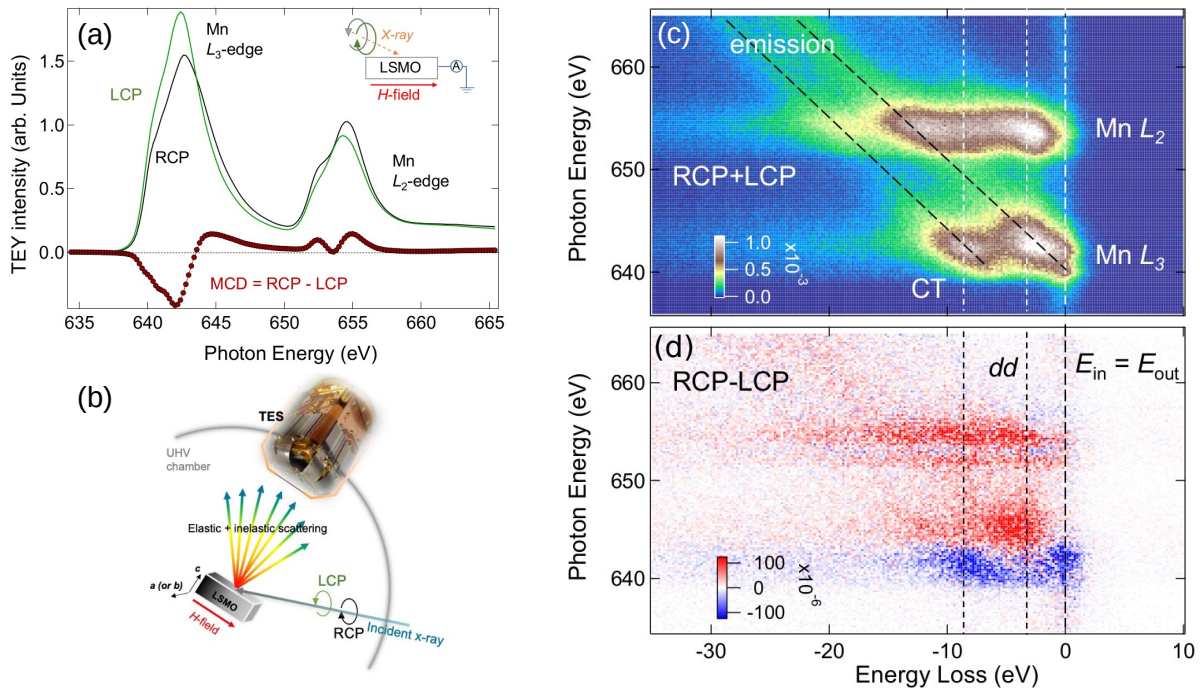 (a)
TEY intensity (arb. Units)
1.5
1.0
0.5
0.0
Mn
L3-edge
LCP
RCP
X-ray
LSMO
A
H-field
Mn
L2-edge
MCD = RCP - LCP
635 640 645 650 655 660 665
Photon Energy (eV)
(b)
TES
UHV
chamber
Elastic + inelastic scattering
c
a (or b)
LSMO
H-field
LCP
RCP
Incident x-ray
(c)
Photon Energy (eV)
660
650
640
emission
Mn L2
RCP+LCP
Mn L3
1.0
0.5
0.0
x10-3
CT
(d)
RCP-LCP
dd
Ein = Eout
Photon Energy (eV)
660
650
640
100
0
-100
x10-6
-30 -20 -10 0 10
Energy Loss (eV)